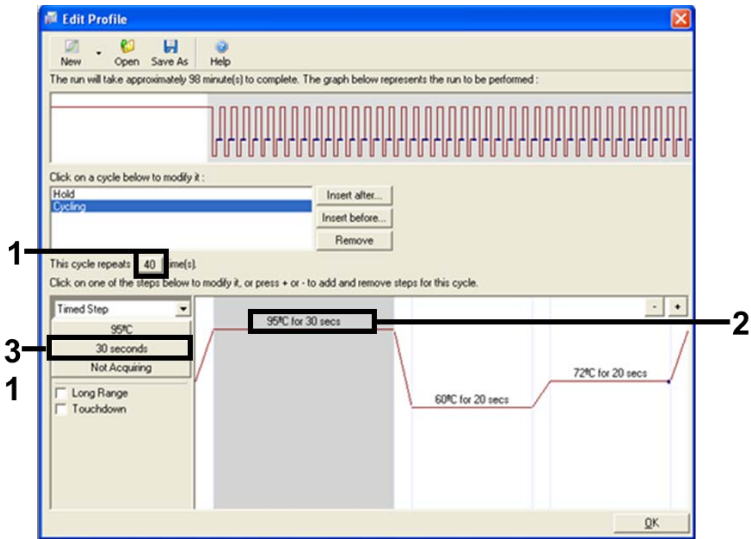 Edit Profile
New Open Save As Help
The run will take approximately 98 minute(s) to complete. The graph below represents the run to be performed :
Click on a cycle below to modify it :
Hold
Cycling
Insert after...
Insert before...
Remove
1
This cycle repeats 40 time(s).
Click on one of the steps below to modify it, or press + or - to add and remove steps for this cycle.
Timed Step
- +
95ºC for 30 secs
2
95ºC
3
30 seconds
Not Acquiring
72ºC for 20 secs
1
Long Range
60ºC for 20 secs
Touchdown
OK